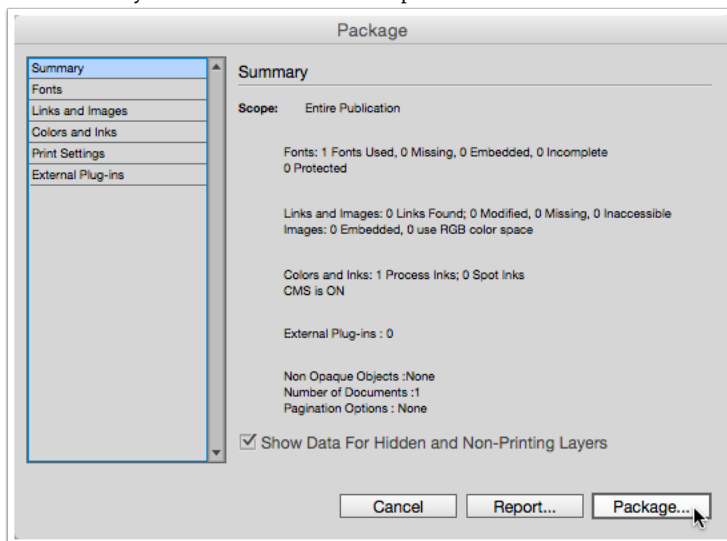 Package
Summary
Fonts
Links and Images
Colors and Inks
Print Settings
External Plug-ins
Summary
Scope: Entire Publication
Fonts: 1 Fonts Used, 0 Missing, 0 Embedded, 0 Incomplete
0 Protected
Links and Images: 0 Links Found; 0 Modified, 0 Missing, 0 Inaccessible
Images: 0 Embedded, 0 use RGB color space
Colors and Inks: 1 Process Inks; 0 Spot Inks
CMS is ON
External Plug-ins : 0
Non Opaque Objects :None
Number of Documents :1
Pagination Options : None
Show Data For Hidden and Non-Printing Layers
Cancel
Report...
Package...